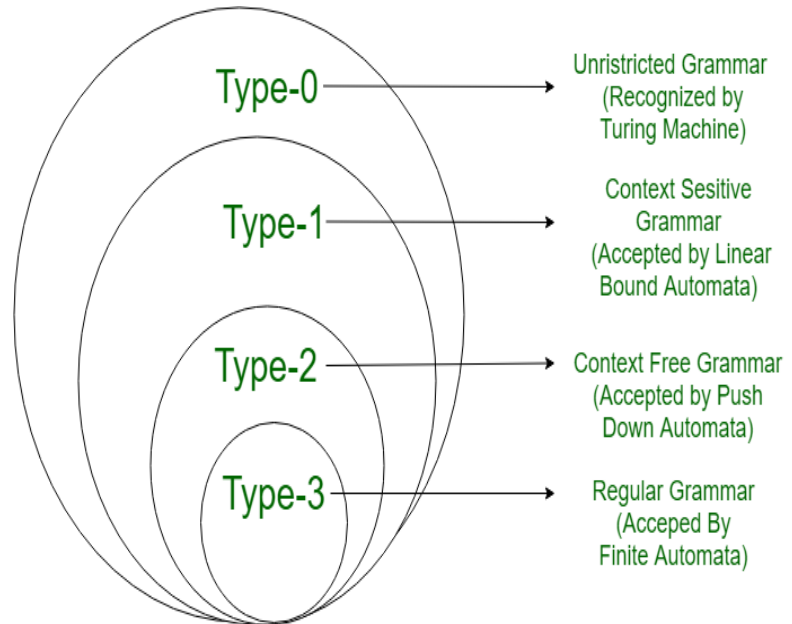 Type-0
Unristricted Grammar
(Recognized by
Turing Machine)
Type-1
Context Sesitive
Grammar
(Accepted by Linear
Bound Automata)
Type-2
Context Free Grammar
(Accepted by Push
Down Automata)
Type-3
Regular Grammar
(Acceped By
Finite Automata)